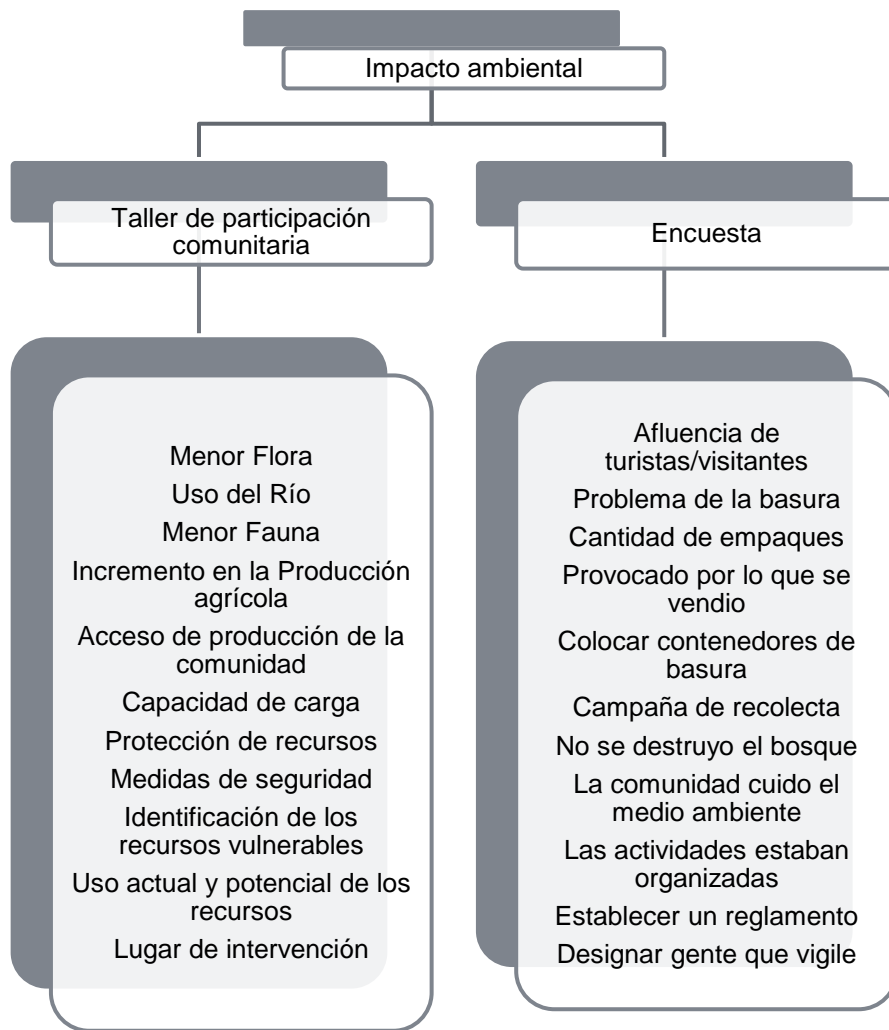 Impacto ambiental
Taller de participación
comunitaria
Menor Flora
Uso del Río
Menor Fauna
Incremento en la Producción
agrícola
Acceso de producción de la
comunidad
Capacidad de carga
Protección de recursos
Medidas de seguridad
Identificación de los
recursos vulnerables
Uso actual y potencial de los
recursos
Lugar de intervención
Encuesta
Afluencia de
turistas/visitantes
Problema de la basura
Cantidad de empaques
Provocado por lo que se
vendio
Colocar contenedores de
basura
Campaña de recolecta
No se destruyo el bosque
La comunidad cuido el
medio ambiente
Las actividades estaban
organizadas
Establecer un reglamento
Designar gente que vigile